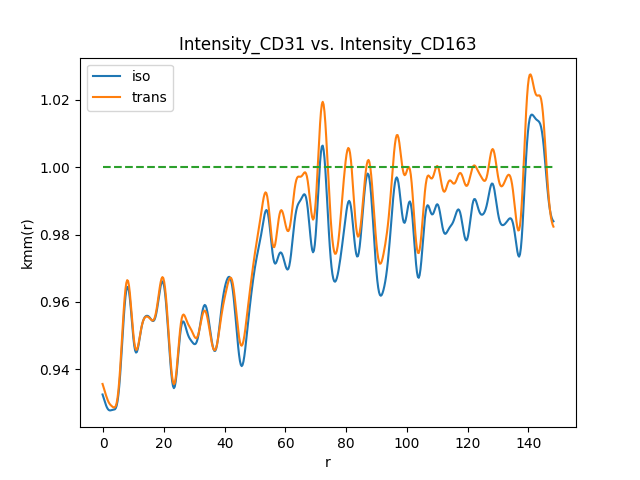 Intensity_CD31 vs. Intensity_CD163
iso
trans
1.02
1.00
0.98
0.96
0.94
kmm(r)
0 20 40 60 80 100 120 140
r